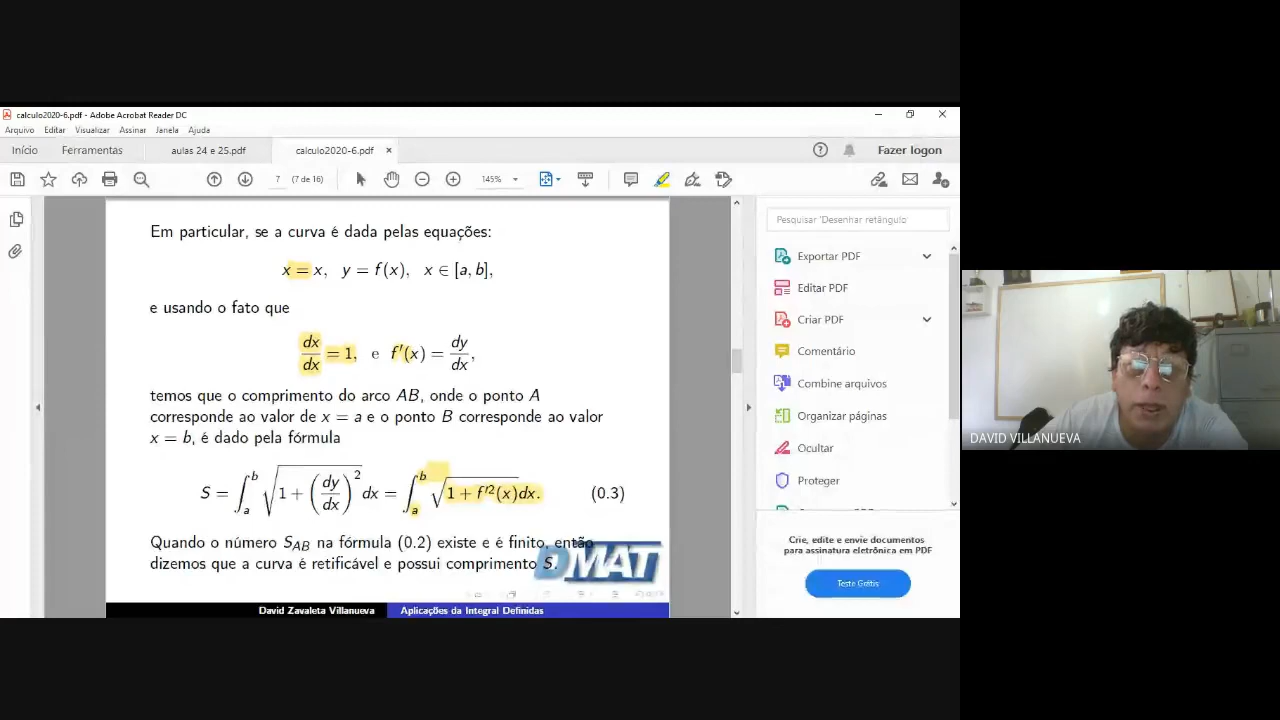 calculo2020-6.pdf - Adobe Acrobat Reader DC
Arquivo Editar Visualizar Assinar Janela Ajuda
Início Ferramentas aulas 24 e 25.pdf calculo2020-6.pdf × Fazer logon
7 (7 de 16) 145%
Em particular, se a curva é dada pelas equações:
x = x, y = f(x), x ∈ [a, b],
e usando o fato que
dx/dx = 1, e f′(x) = dy/dx,
temos que o comprimento do arco AB, onde o ponto A
corresponde ao valor de x = a e o ponto B corresponde ao valor
x = b, é dado pela fórmula
S = ∫_a^b √(1 + (dy/dx)^2) dx = ∫_a^b √(1 + f′²(x)) dx. (0.3)
Quando o número S_AB na fórmula (0.2) existe e é finito, então
dizemos que a curva é retificável e possui comprimento S.
DMAT
David Zavaleta Villanueva Aplicações da Integral Definidas
Pesquisar 'Desenhar retângulo'
Exportar PDF
Editar PDF
Criar PDF
Comentário
Combine arquivos
Organizar páginas
Ocultar
Proteger
Crie, edite e envie documentos
para assinatura eletrônica em PDF
Teste Grátis
DAVID VILLANUEVA